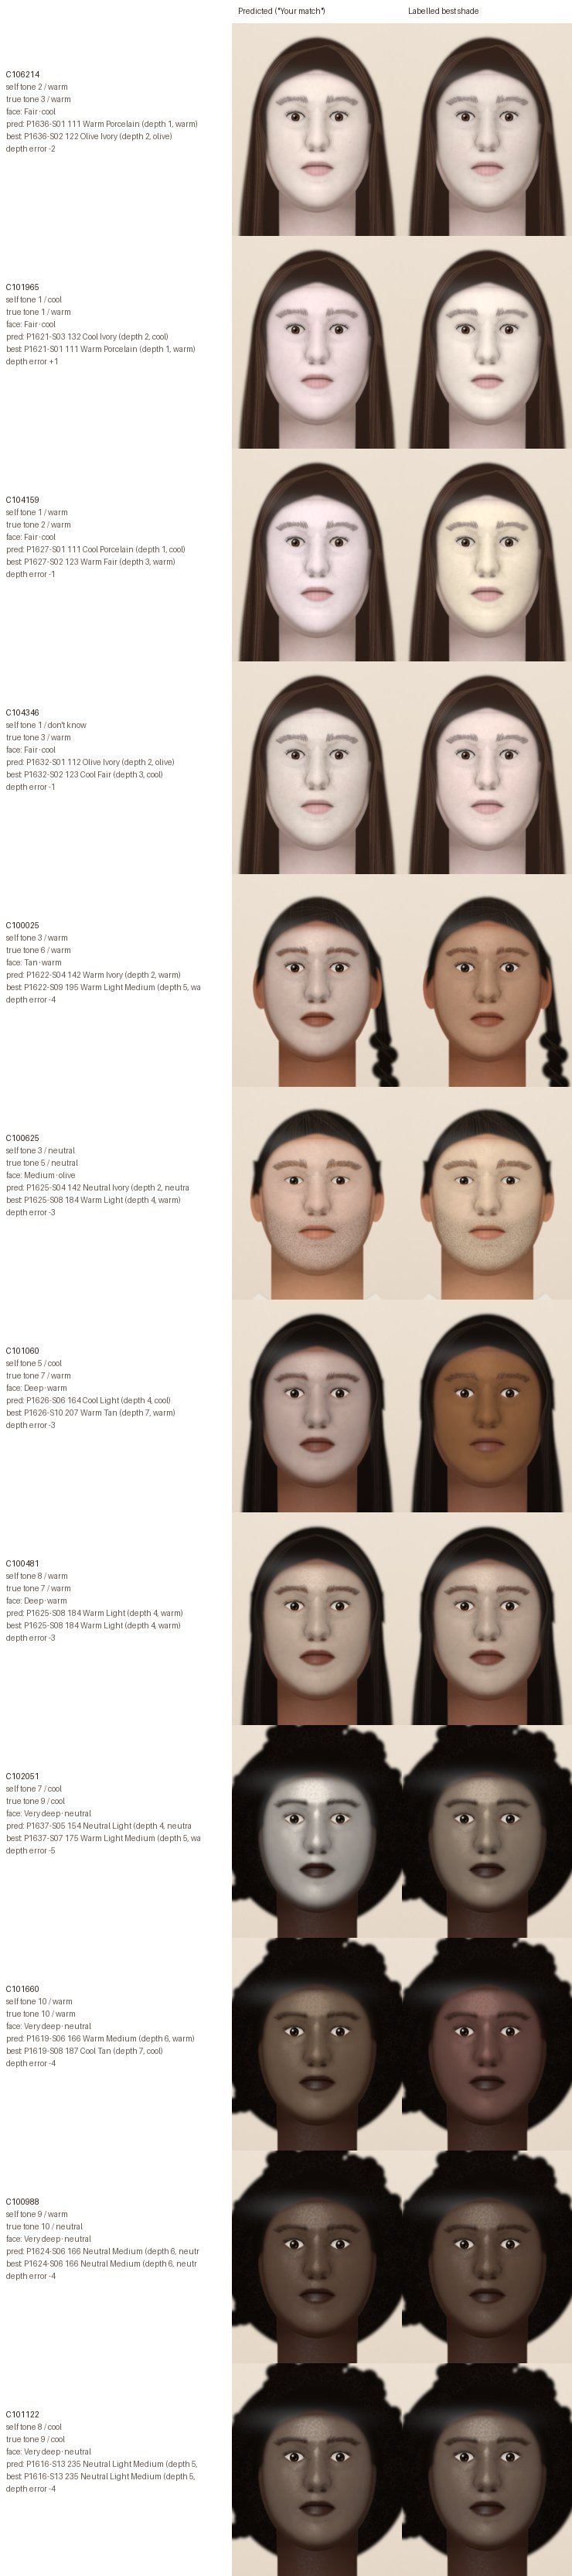 Predicted ("Your match")
Labelled best shade
C106214
self tone 2 / warm
true tone 3 / warm
face: Fair · cool
pred: P1636-S01 111 Warm Porcelain (depth 1, warm)
best: P1636-S02 122 Olive Ivory (depth 2, olive)
depth error -2
C101965
self tone 1 / cool
true tone 1 / warm
face: Fair · cool
pred: P1621-S03 132 Cool Ivory (depth 2, cool)
best: P1621-S01 111 Warm Porcelain (depth 1, warm)
depth error +1
C104159
self tone 1 / warm
true tone 2 / warm
face: Fair · cool
pred: P1627-S01 111 Cool Porcelain (depth 1, cool)
best: P1627-S02 123 Warm Fair (depth 3, warm)
depth error -1
C104346
self tone 1 / don't know
true tone 3 / warm
face: Fair · cool
pred: P1632-S01 112 Olive Ivory (depth 2, olive)
best: P1632-S02 123 Cool Fair (depth 3, cool)
depth error -1
C100025
self tone 3 / warm
true tone 6 / warm
face: Tan · warm
pred: P1622-S04 142 Warm Ivory (depth 2, warm)
best: P1622-S09 195 Warm Light Medium (depth 5, wa
depth error -4
C100625
self tone 3 / neutral
true tone 5 / neutral
face: Medium · olive
pred: P1625-S04 142 Neutral Ivory (depth 2, neutra
best: P1625-S08 184 Warm Light (depth 4, warm)
depth error -3
C101060
self tone 5 / cool
true tone 7 / warm
face: Deep · warm
pred: P1626-S06 164 Cool Light (depth 4, cool)
best: P1626-S10 207 Warm Tan (depth 7, warm)
depth error -3
C100481
self tone 8 / warm
true tone 7 / warm
face: Deep · warm
pred: P1625-S08 184 Warm Light (depth 4, warm)
best: P1625-S08 184 Warm Light (depth 4, warm)
depth error -3
C102051
self tone 7 / cool
true tone 9 / cool
face: Very deep · neutral
pred: P1637-S05 154 Neutral Light (depth 4, neutra
best: P1637-S07 175 Warm Light Medium (depth 5, wa
depth error -5
C101660
self tone 10 / warm
true tone 10 / warm
face: Very deep · neutral
pred: P1619-S06 166 Warm Medium (depth 6, warm)
best: P1619-S08 187 Cool Tan (depth 7, cool)
depth error -4
C100988
self tone 9 / warm
true tone 10 / neutral
face: Very deep · neutral
pred: P1624-S06 166 Neutral Medium (depth 6, neutr
best: P1624-S06 166 Neutral Medium (depth 6, neutr
depth error -4
C101122
self tone 8 / cool
true tone 9 / cool
face: Very deep · neutral
pred: P1616-S13 235 Neutral Light Medium (depth 5,
best: P1616-S13 235 Neutral Light Medium (depth 5,
depth error -4